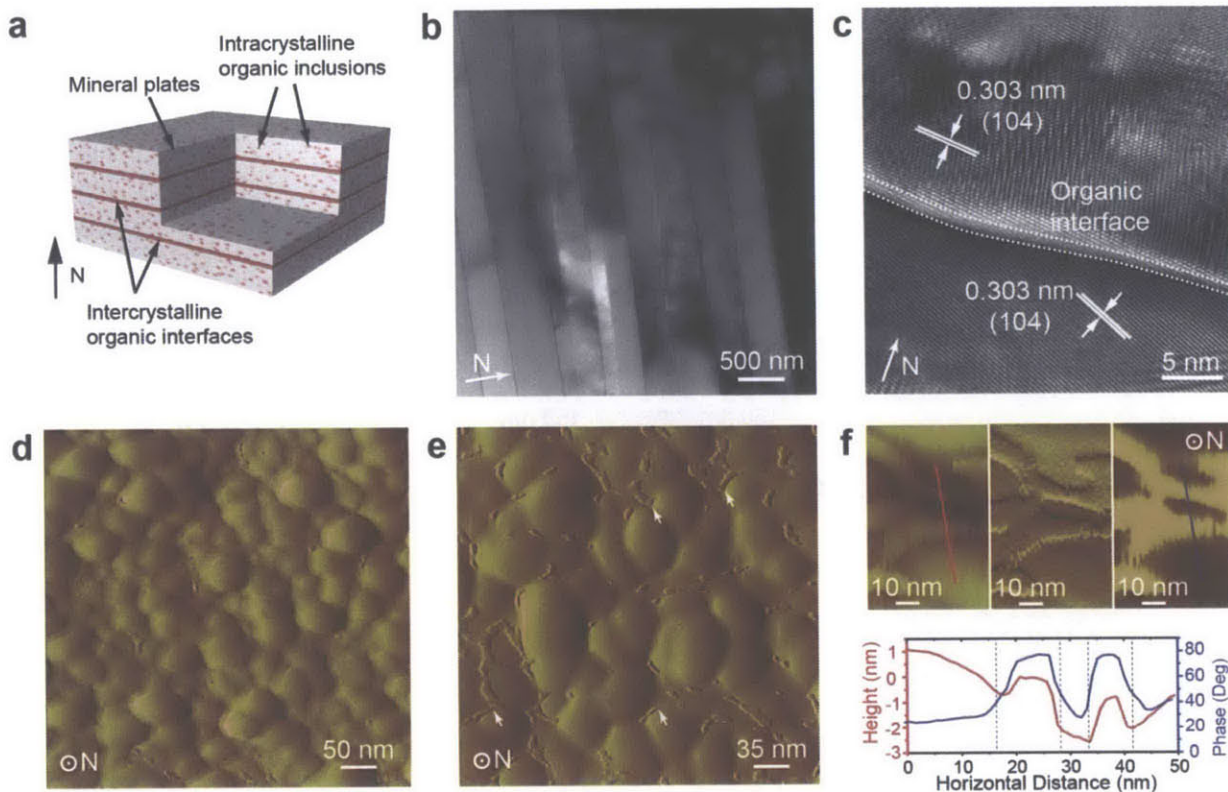 a
Intracrystalline
organic inclusions
Mineral plates
N
Intercrystalline
organic interfaces
b
N
500 nm
c
0.303 nm
(104)
Organic
interface
0.303 nm
(104)
N
5 nm
d
⊙N
50 nm
e
⊙N
35 nm
f
⊙N
10 nm
10 nm
10 nm
Height (nm)
1
0
-1
-2
-3
80
60
40
20
0
Phase (Deg)
0 10 20 30 40 50
Horizontal Distance (nm)